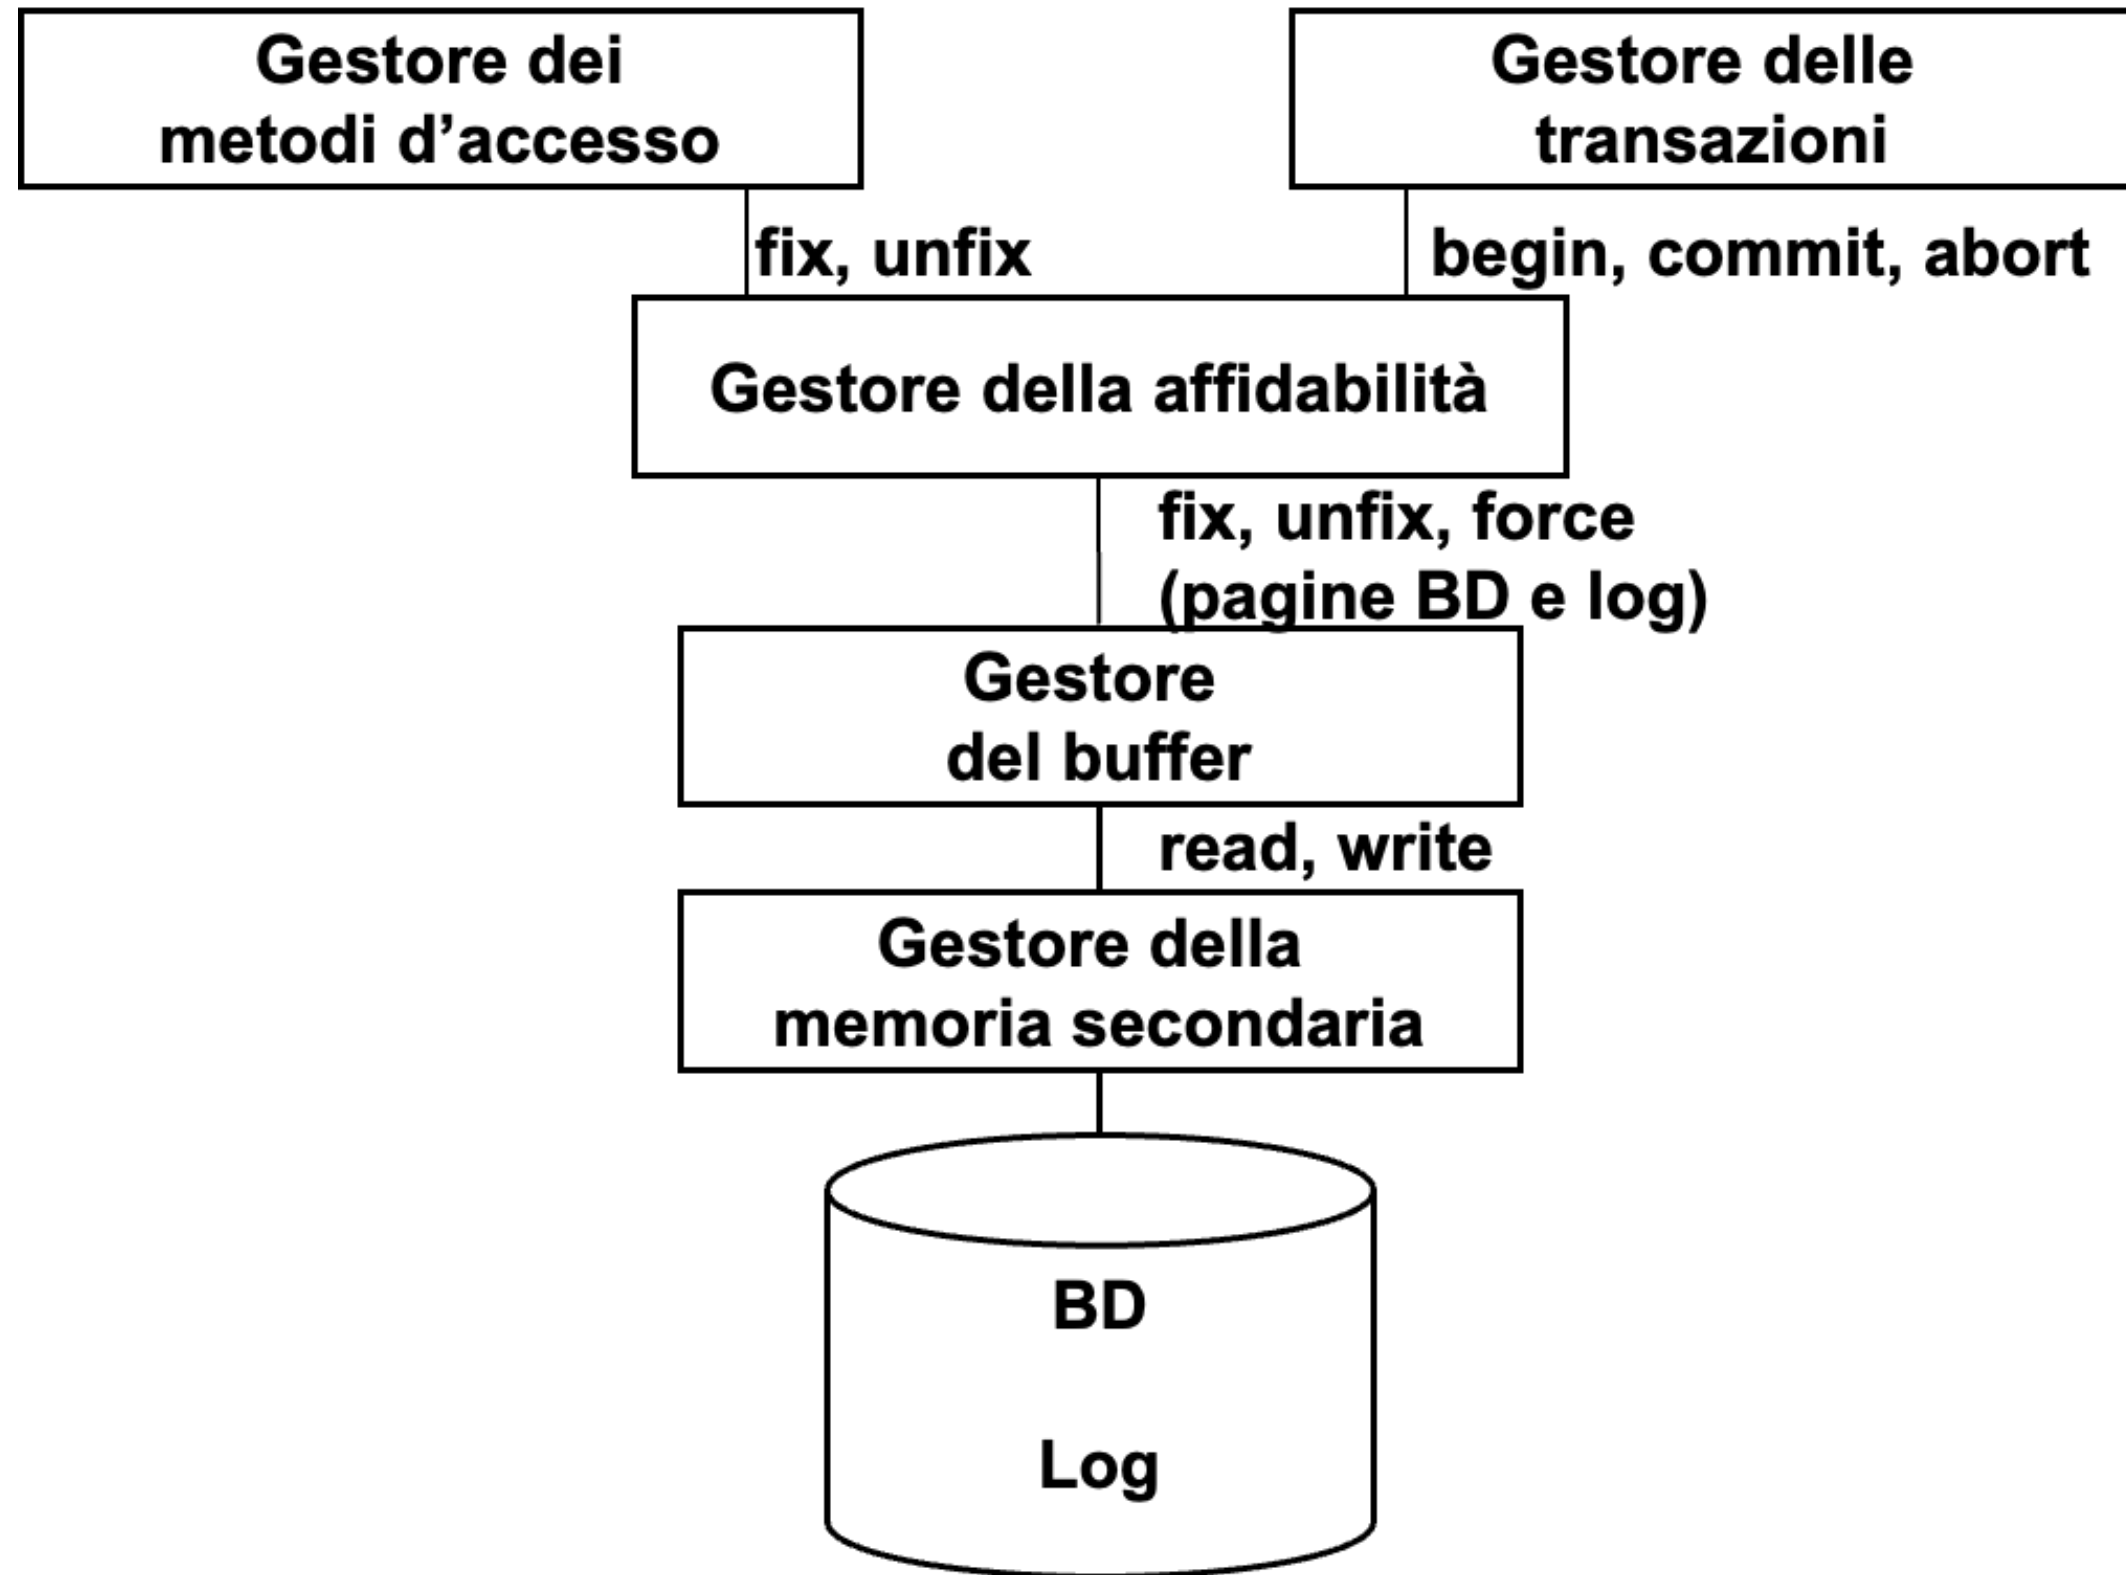 Gestore dei
metodi d’accesso
Gestore delle
transazioni
fix, unfix
begin, commit, abort
Gestore della affidabilità
fix, unfix, force
(pagine BD e log)
Gestore
del buffer
read, write
Gestore della
memoria secondaria
BD
Log